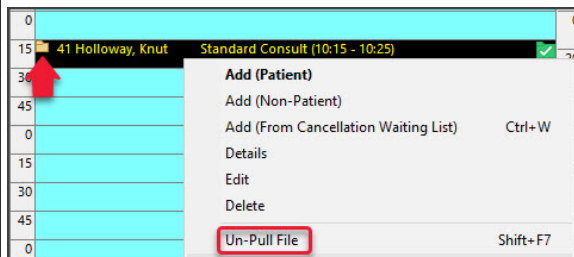 0
15 41 Holloway, Knut Standard Consult (10:15 - 10:25)
30 Add (Patient)
45 Add (Non-Patient)
0 Add (From Cancellation Waiting List) Ctrl+W
15 Details
30 Edit
45 Delete
0 Un-Pull File Shift+F7